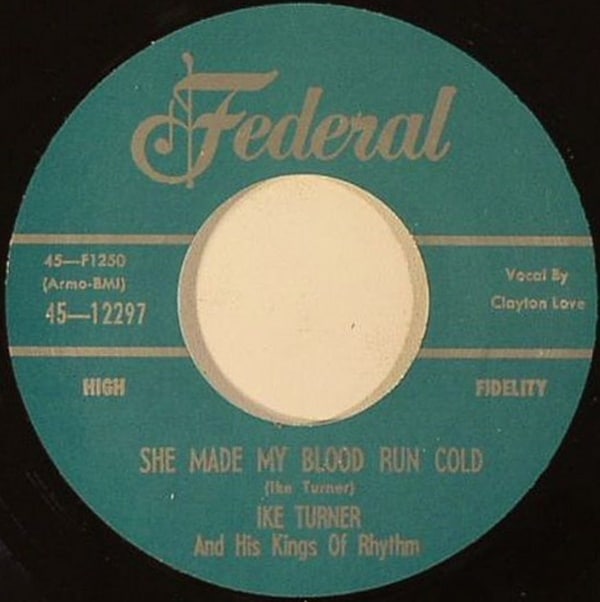 Federal
45—F1250
(Armo-BMI)
45—12297
Vocal By
Clayton Love
HIGH
FIDELITY
SHE MADE MY BLOOD RUN COLD
(Ike Turner)
IKE TURNER
And His Kings Of Rhythm